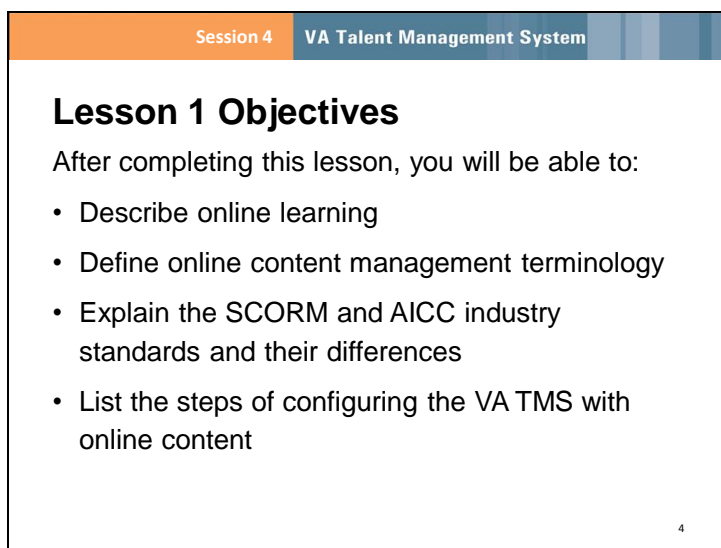 Session 4 VA Talent Management System
Lesson 1 Objectives
After completing this lesson, you will be able to:
• Describe online learning
• Define online content management terminology
• Explain the SCORM and AICC industry
standards and their differences
• List the steps of configuring the VA TMS with
online content
4